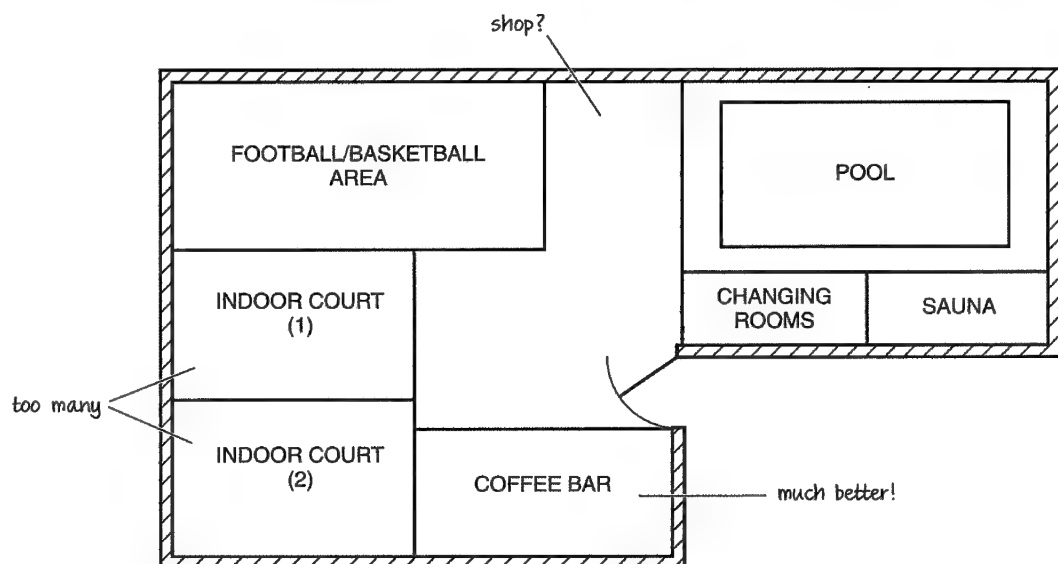 shop?
FOOTBALL/BASKETBALL
AREA
POOL
INDOOR COURT
(1)
CHANGING
ROOMS
SAUNA
too many
INDOOR COURT
(2)
COFFEE BAR
much better!